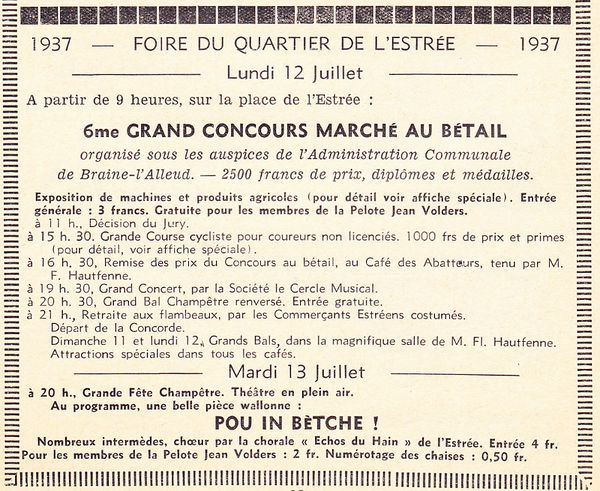 1937 — FOIRE DU QUARTIER DE L'ESTRÉE — 1937
Lundi 12 Juillet
A partir de 9 heures, sur la place de l'Estrée :
6me GRAND CONCOURS MARCHÉ AU BÉTAIL
organisé sous les auspices de l'Administration Communale
de Braine-l'Alleud. — 2500 francs de prix, diplômes et médailles.
Exposition de machines et produits agricoles (pour détail voir affiche spéciale). Entrée
générale : 3 francs. Gratuite pour les membres de la Pelote Jean Volders.
à 11 h., Décision du Jury.
à 15 h. 30. Grande Course cycliste pour coureurs non licenciés. 1000 frs de prix et primes
(pour détail, voir affiche spéciale).
à 16 h. 30, Remise des prix du Concours au bétail, au Café des Abatteurs, tenu par M.
F. Hautfenne.
à 19 h. 30, Grand Concert, par la Société le Cercle Musical.
à 20 h. 30, Grand Bal Champêtre renversé. Entrée gratuite.
à 21 h., Retraite aux flambeaux, par les Commerçants Estréens costumés.
Départ de la Concorde.
Dimanche 11 et lundi 12, Grands Bals, dans la magnifique salle de M. Fl. Hautfenne.
Attractions spéciales dans tous les cafés.
Mardi 13 Juillet
à 20 h., Grande Fête Champêtre. Théâtre en plein air.
Au programme, une belle pièce wallonne :
POU IN BÈTCHE !
Nombreux intermèdes, chœur par la chorale « Echos du Hain » de l'Estrée. Entrée 4 fr.
Pour les membres de la Pelote Jean Volders : 2 fr. Numérotage des chaises : 0,50 fr.